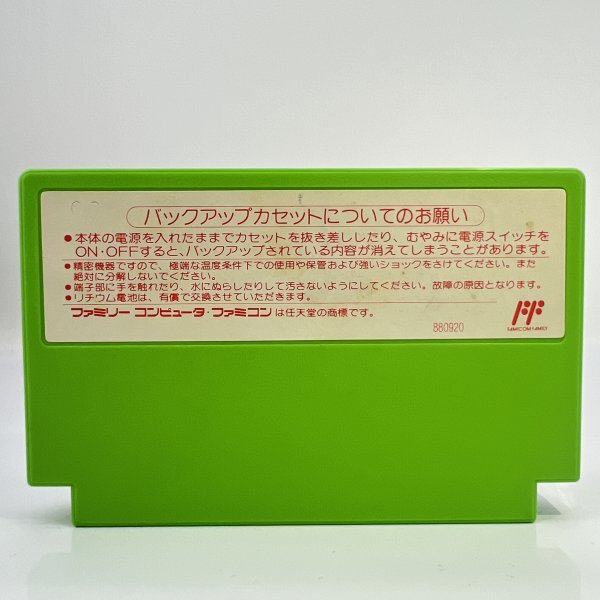 バックアップカセットについてのお願い
●本体の電源を入れたままでカセットを抜き差ししたり、むやみに電源スイッチを
ON・OFFすると、バックアップされている内容が消えてしまうことがあります。
●精密機器ですので、極端な温度条件下での使用や保管および強いショックをさけてください。また
絶対に分解しないでください。
●端子部に手を触れたり、水にぬらしたりして汚さないようにしてください。故障の原因となります。
●リチウム電池は、有償で交換させていただきます。
ファミリー コンピュータ・ファミコンは任天堂の商標です。
880920
FAMICOM FAMILY